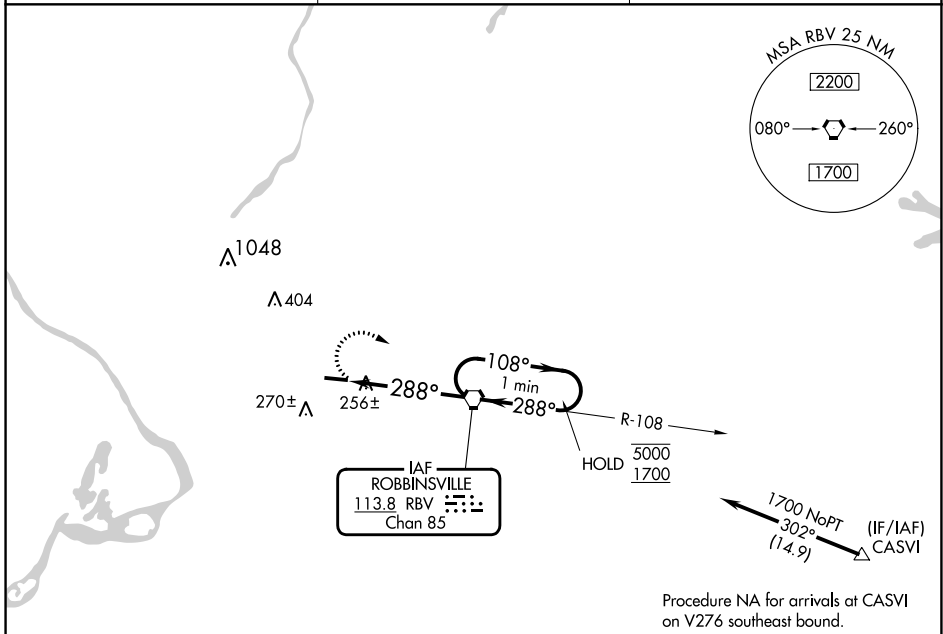 MSA RBV 25 NM
2200
080°
260°
1700
1048
404
108°
1 min
288°
288°
270±
256±
R-108
HOLD
5000
1700
IAF
ROBBINSVILLE
113.8 RBV
Chan 85
1700 NoPT
302°
(14.9)
(IF/IAF)
CASVI
Procedure NA for arrivals at CASVI
on V276 southeast bound.